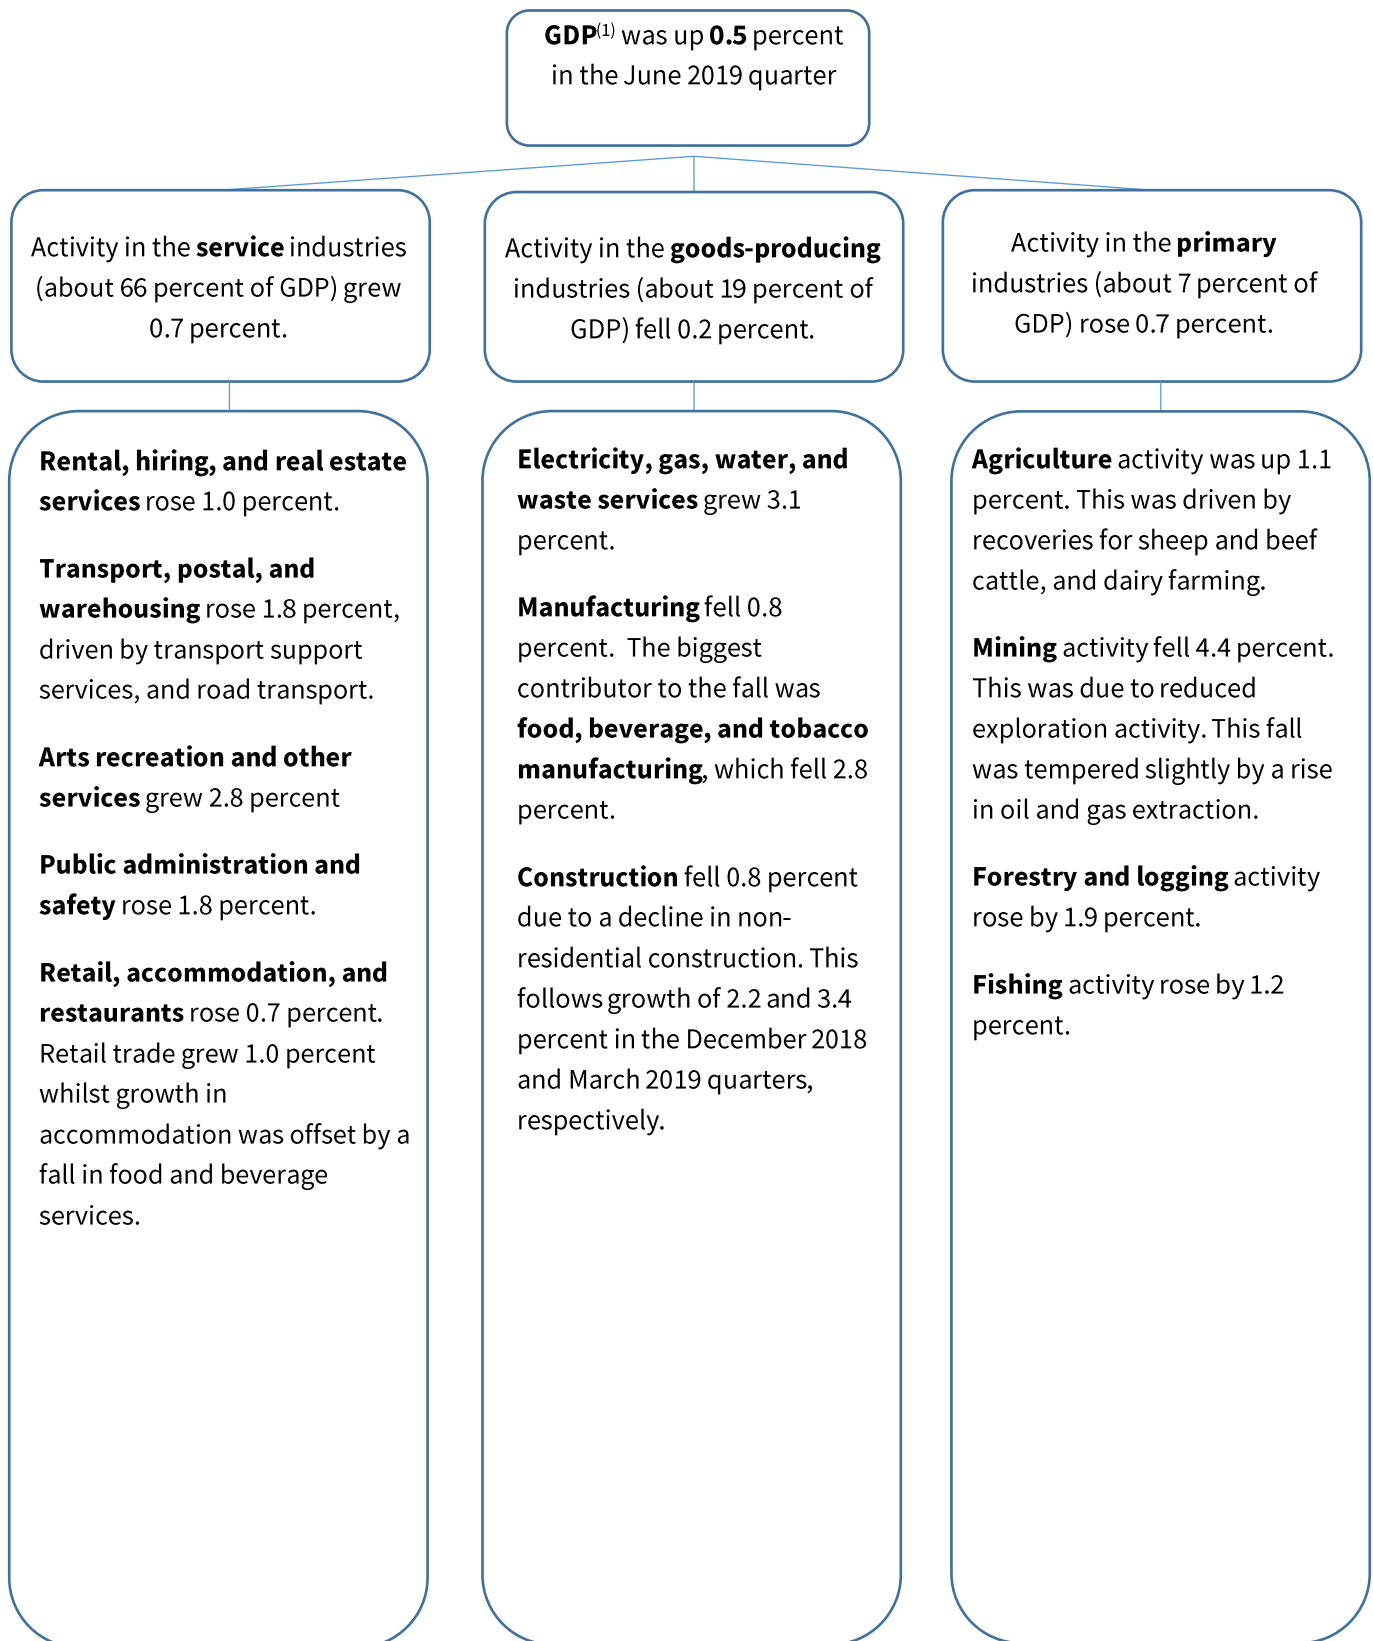 GDP(1) was up 0.5 percent
in the June 2019 quarter
Activity in the service industries
(about 66 percent of GDP) grew
0.7 percent.
Activity in the goods-producing
industries (about 19 percent of
GDP) fell 0.2 percent.
Activity in the primary
industries (about 7 percent of
GDP) rose 0.7 percent.
Rental, hiring, and real estate
services rose 1.0 percent.
Transport, postal, and
warehousing rose 1.8 percent,
driven by transport support
services, and road transport.
Arts recreation and other
services grew 2.8 percent
Public administration and
safety rose 1.8 percent.
Retail, accommodation, and
restaurants rose 0.7 percent.
Retail trade grew 1.0 percent
whilst growth in
accommodation was offset by a
fall in food and beverage
services.
Electricity, gas, water, and
waste services grew 3.1
percent.
Manufacturing fell 0.8
percent.  The biggest
contributor to the fall was
food, beverage, and tobacco
manufacturing, which fell 2.8
percent.
Construction fell 0.8 percent
due to a decline in non-
residential construction. This
follows growth of 2.2 and 3.4
percent in the December 2018
and March 2019 quarters,
respectively.
Agriculture activity was up 1.1
percent. This was driven by
recoveries for sheep and beef
cattle, and dairy farming.
Mining activity fell 4.4 percent.
This was due to reduced
exploration activity. This fall
was tempered slightly by a rise
in oil and gas extraction.
Forestry and logging activity
rose by 1.9 percent.
Fishing activity rose by 1.2
percent.